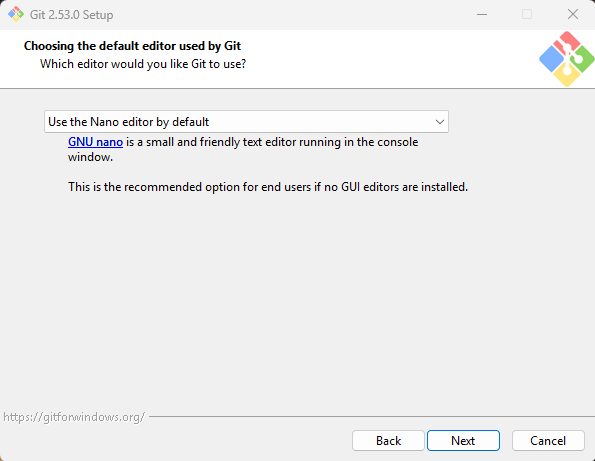 Git 2.53.0 Setup
Choosing the default editor used by Git
Which editor would you like Git to use?
Use the Nano editor by default
GNU nano is a small and friendly text editor running in the console
window.
This is the recommended option for end users if no GUI editors are installed.
https://gitforwindows.org/
Back
Next
Cancel